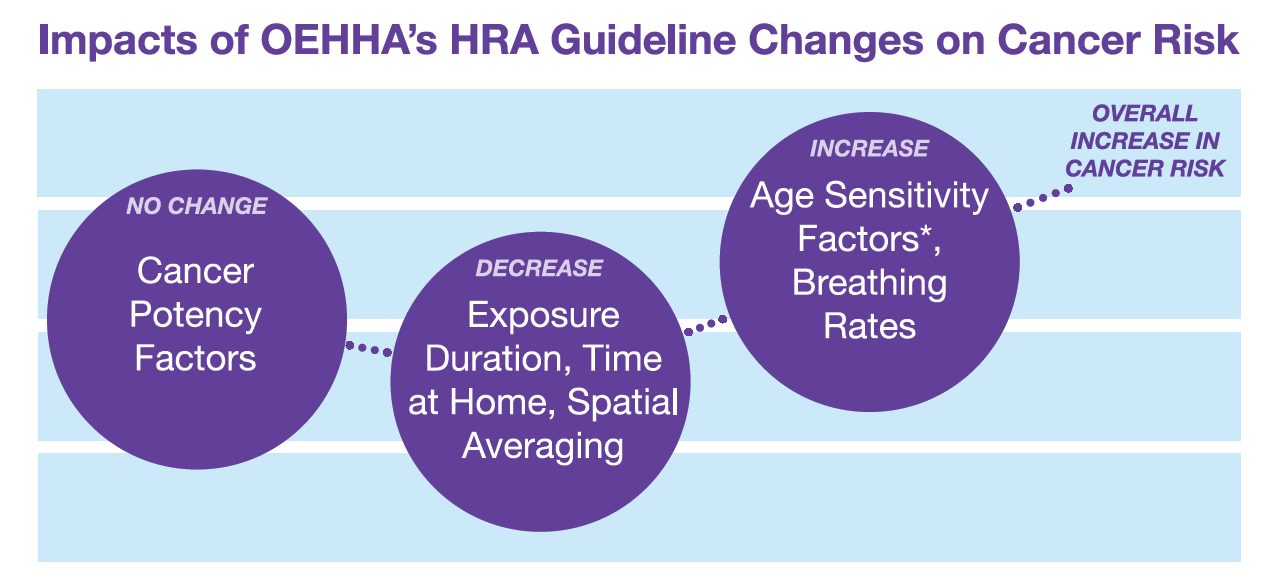 Impacts of OEHHA's HRA Guideline Changes on Cancer Risk
NO CHANGE
Cancer
Potency
Factors
DECREASE
Exposure
Duration, Time
at Home, Spatial
Averaging
INCREASE
Age Sensitivity
Factors*,
Breathing
Rates
OVERALL
INCREASE IN
CANCER RISK